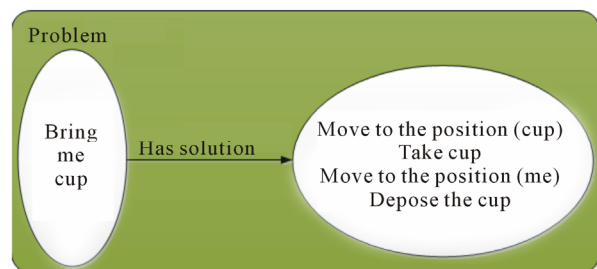 Problem
Bring
me
cup
Has solution
Move to the position (cup)
Take cup
Move to the position (me)
Depose the cup